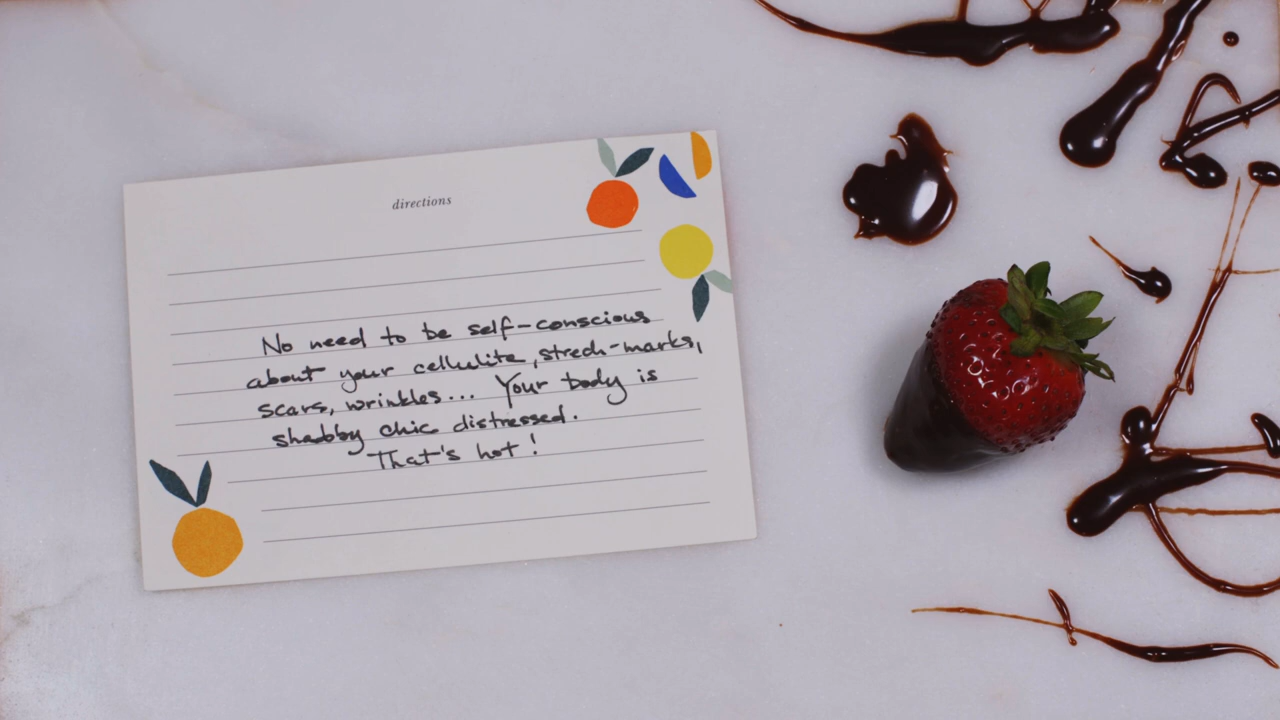 directions
No need to be self-conscious
about your cellulite, strech-marks,
scars, wrinkles... Your body is
shabby chic distressed.
That's hot!